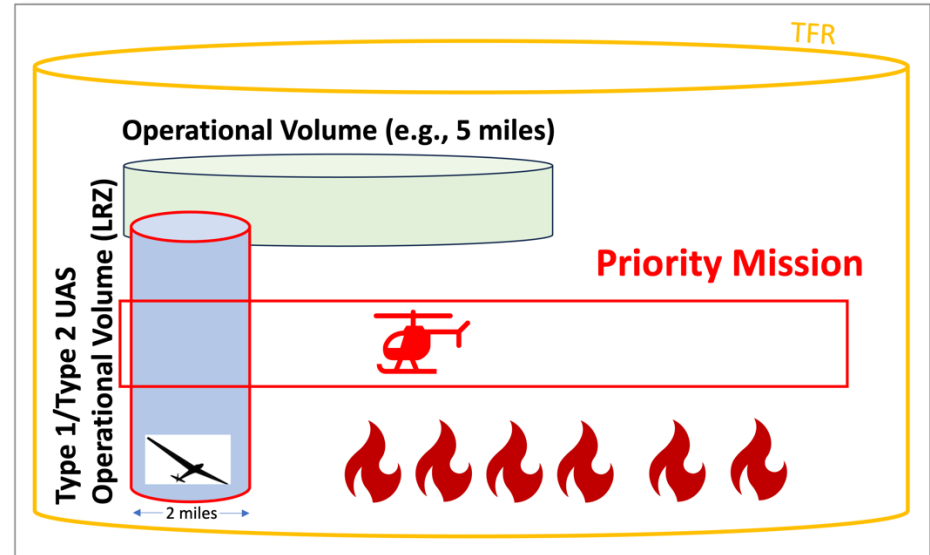 TFR
Operational Volume (e.g., 5 miles)
Type 1/Type 2 UAS
Operational Volume (LRZ)
Priority Mission
2 miles